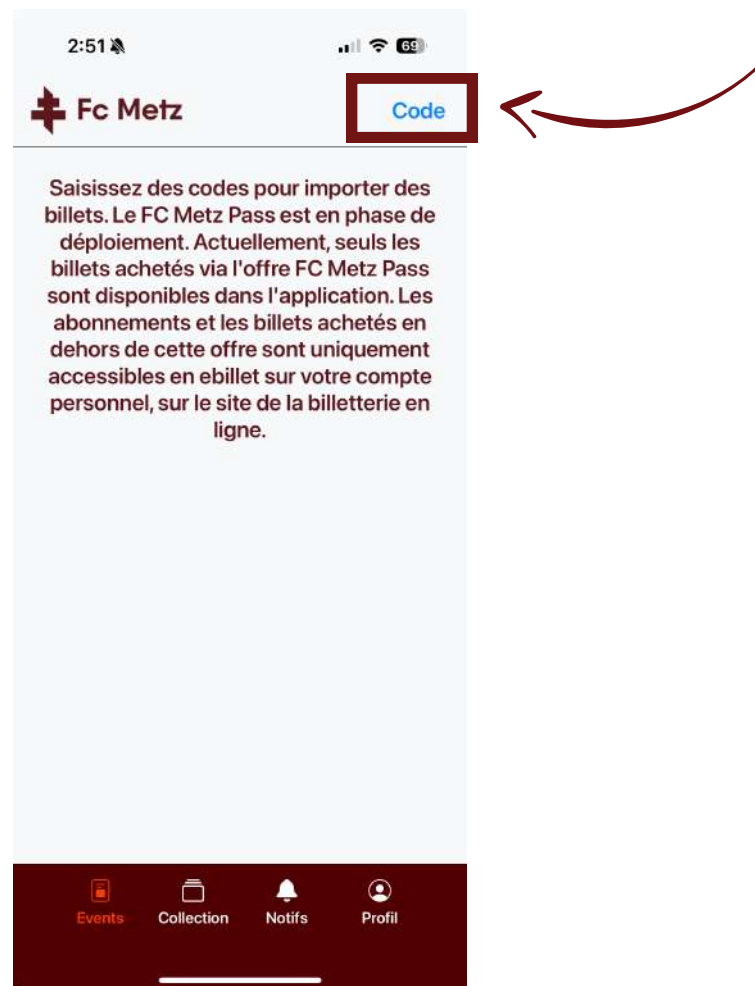 2:51
69
Fc Metz
Code
Saisissez des codes pour importer des
billets. Le FC Metz Pass est en phase de
déploiement. Actuellement, seuls les
billets achetés via l'offre FC Metz Pass
sont disponibles dans l'application. Les
abonnements et les billets achetés en
dehors de cette offre sont uniquement
accessibles en ebillet sur votre compte
personnel, sur le site de la billetterie en
ligne.
Events Collection Notifs Profil